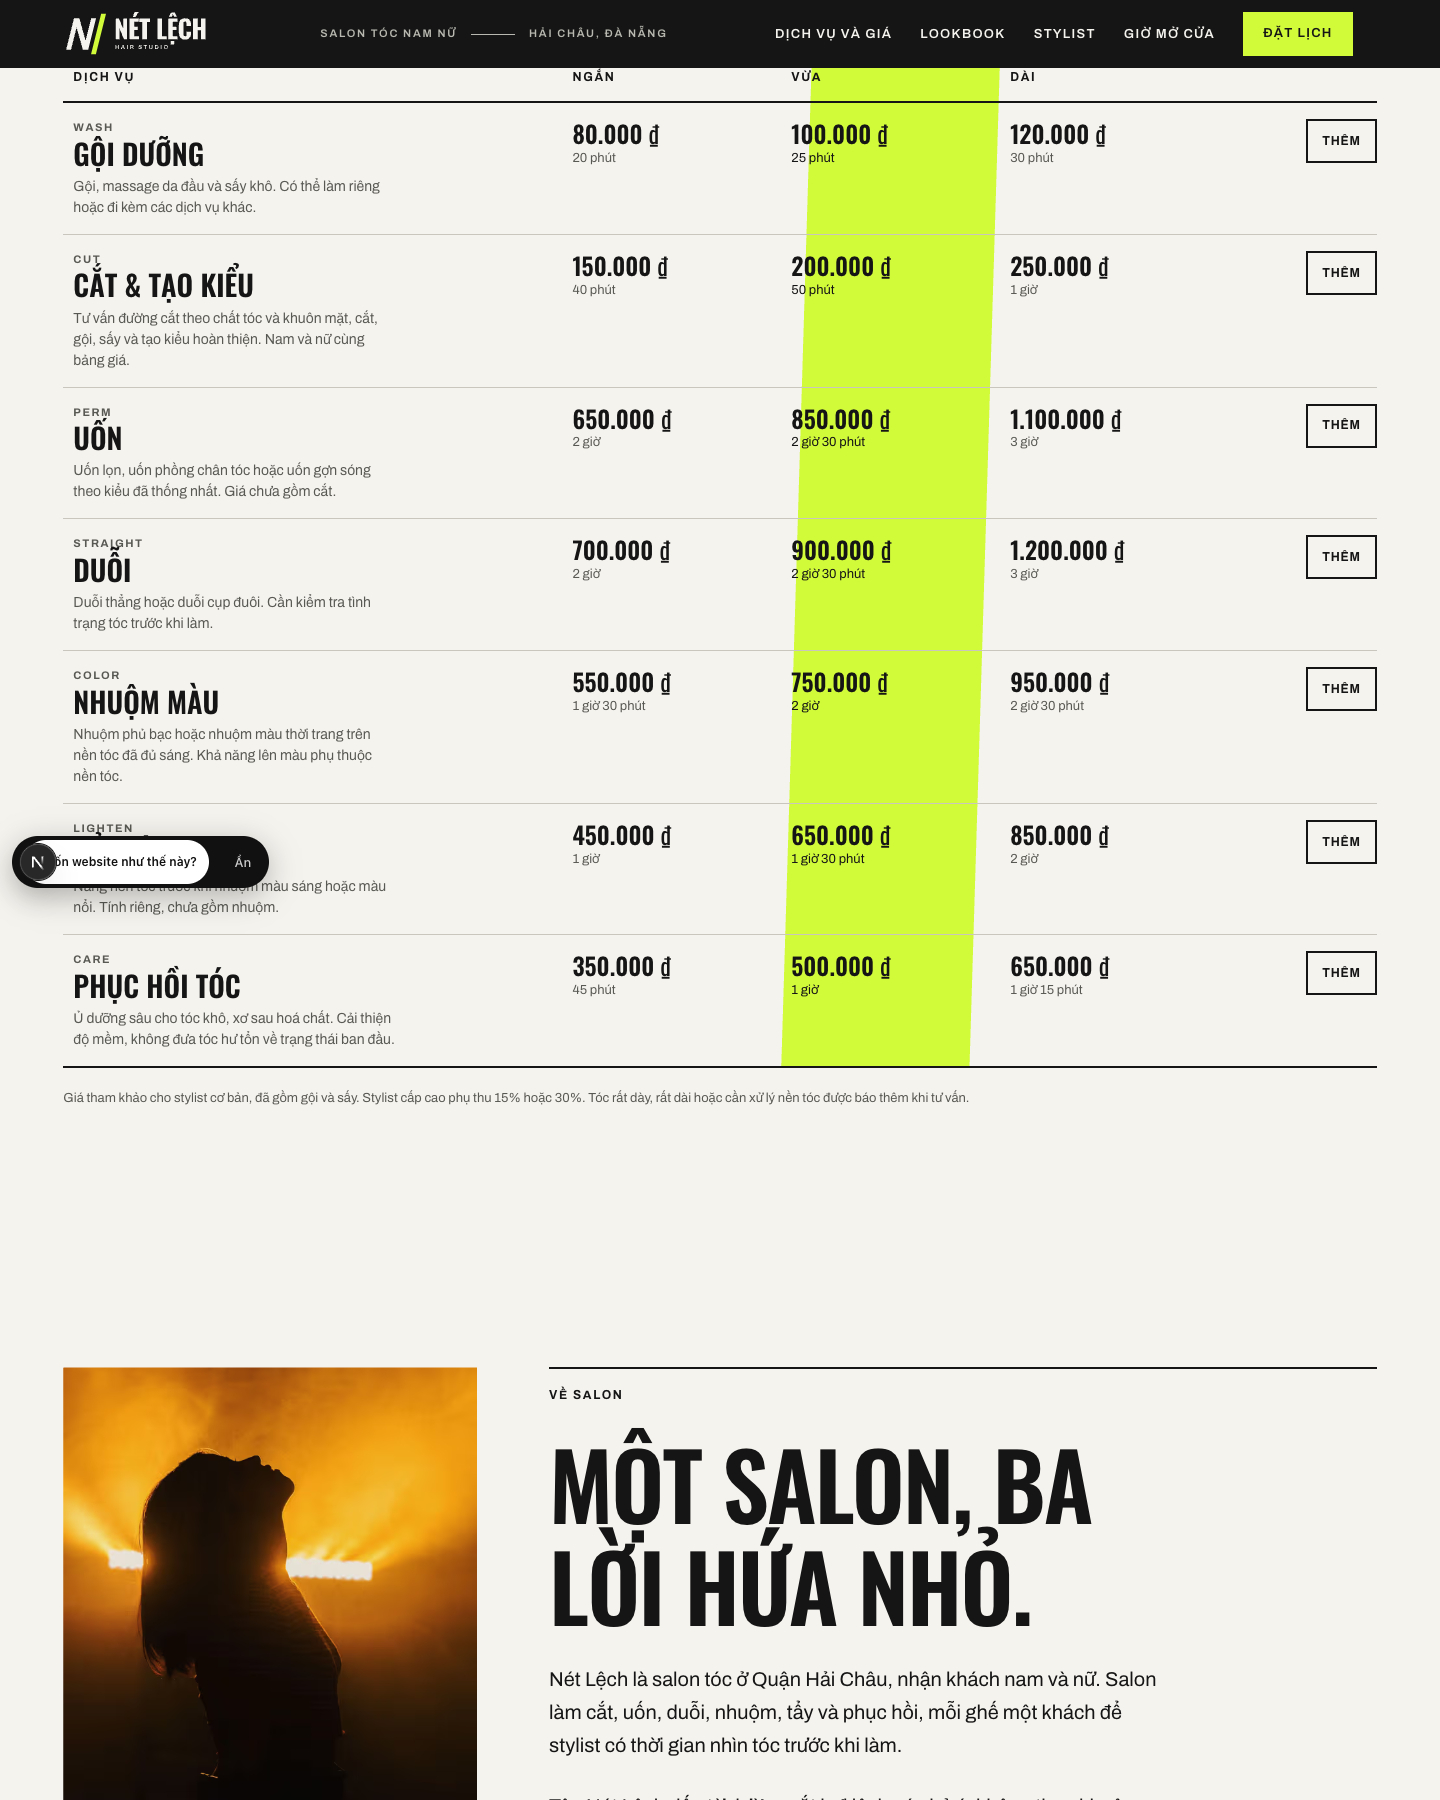 NÉT LỆCH
HAIR STUDIO
SALON TÓC NAM NỮ
HẢI CHÂU, ĐÀ NẴNG
DỊCH VỤ VÀ GIÁ
LOOKBOOK
STYLIST
GIỜ MỞ CỬA
ĐẶT LỊCH
DỊCH VỤ
NGẮN
VỪA
DÀI
WASH
GỘI DƯỠNG
Gội, massage da đầu và sấy khô. Có thể làm riêng
hoặc đi kèm các dịch vụ khác.
80.000 ₫
20 phút
100.000 ₫
25 phút
120.000 ₫
30 phút
THÊM
CUT
CẮT & TẠO KIỂU
Tư vấn đường cắt theo chất tóc và khuôn mặt, cắt,
gội, sấy và tạo kiểu hoàn thiện. Nam và nữ cùng
bảng giá.
150.000 ₫
40 phút
200.000 ₫
50 phút
250.000 ₫
1 giờ
THÊM
PERM
UỐN
Uốn lọn, uốn phồng chân tóc hoặc uốn gợn sóng
theo kiểu đã thống nhất. Giá chưa gồm cắt.
650.000 ₫
2 giờ
850.000 ₫
2 giờ 30 phút
1.100.000 ₫
3 giờ
THÊM
STRAIGHT
DUỖI
Duỗi thẳng hoặc duỗi cụp đuôi. Cần kiểm tra tình
trạng tóc trước khi làm.
700.000 ₫
2 giờ
900.000 ₫
2 giờ 30 phút
1.200.000 ₫
3 giờ
THÊM
COLOR
NHUỘM MÀU
Nhuộm phủ bạc hoặc nhuộm màu thời trang trên
nền tóc đã đủ sáng. Khả năng lên màu phụ thuộc
nền tóc.
550.000 ₫
1 giờ 30 phút
750.000 ₫
2 giờ
950.000 ₫
2 giờ 30 phút
THÊM
LIGHTEN
website như thế này?
Ẩn
màu sáng hoặc màu
nổi. Tính riêng, chưa gồm nhuộm.
450.000 ₫
1 giờ
650.000 ₫
1 giờ 30 phút
850.000 ₫
2 giờ
THÊM
CARE
PHỤC HỒI TÓC
Ủ dưỡng sâu cho tóc khô, xơ sau hoá chất. Cải thiện
độ mềm, không đưa tóc hư tổn về trạng thái ban đầu.
350.000 ₫
45 phút
500.000 ₫
1 giờ
650.000 ₫
1 giờ 15 phút
THÊM
Giá tham khảo cho stylist cơ bản, đã gồm gội và sấy. Stylist cấp cao phụ thu 15% hoặc 30%. Tóc rất dày, rất dài hoặc cần xử lý nền tóc được báo thêm khi tư vấn.
VỀ SALON
MỘT SALON, BA
LỜI HỨA NHỎ.
Nét Lệch là salon tóc ở Quận Hải Châu, nhận khách nam và nữ. Salon
làm cắt, uốn, duỗi, nhuộm, tẩy và phục hồi, mỗi ghế một khách để
stylist có thời gian nhìn tóc trước khi làm.